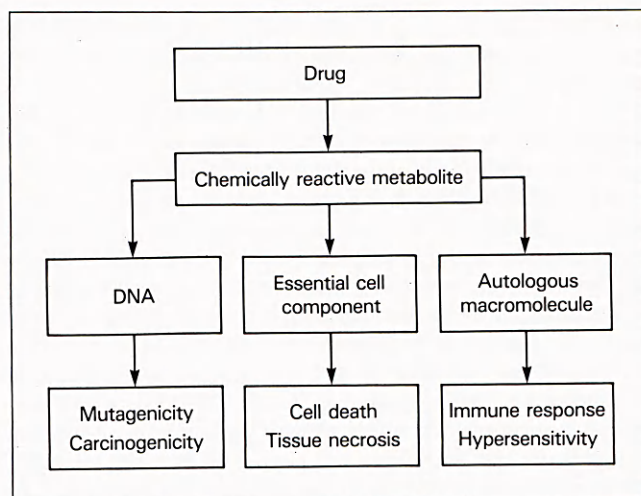 Drug
Chemically reactive metabolite
DNA
Essential cell
component
Autologous
macromolecule
Mutagenicity
Carcinogenicity
Cell death
Tissue necrosis
Immune response
Hypersensitivity